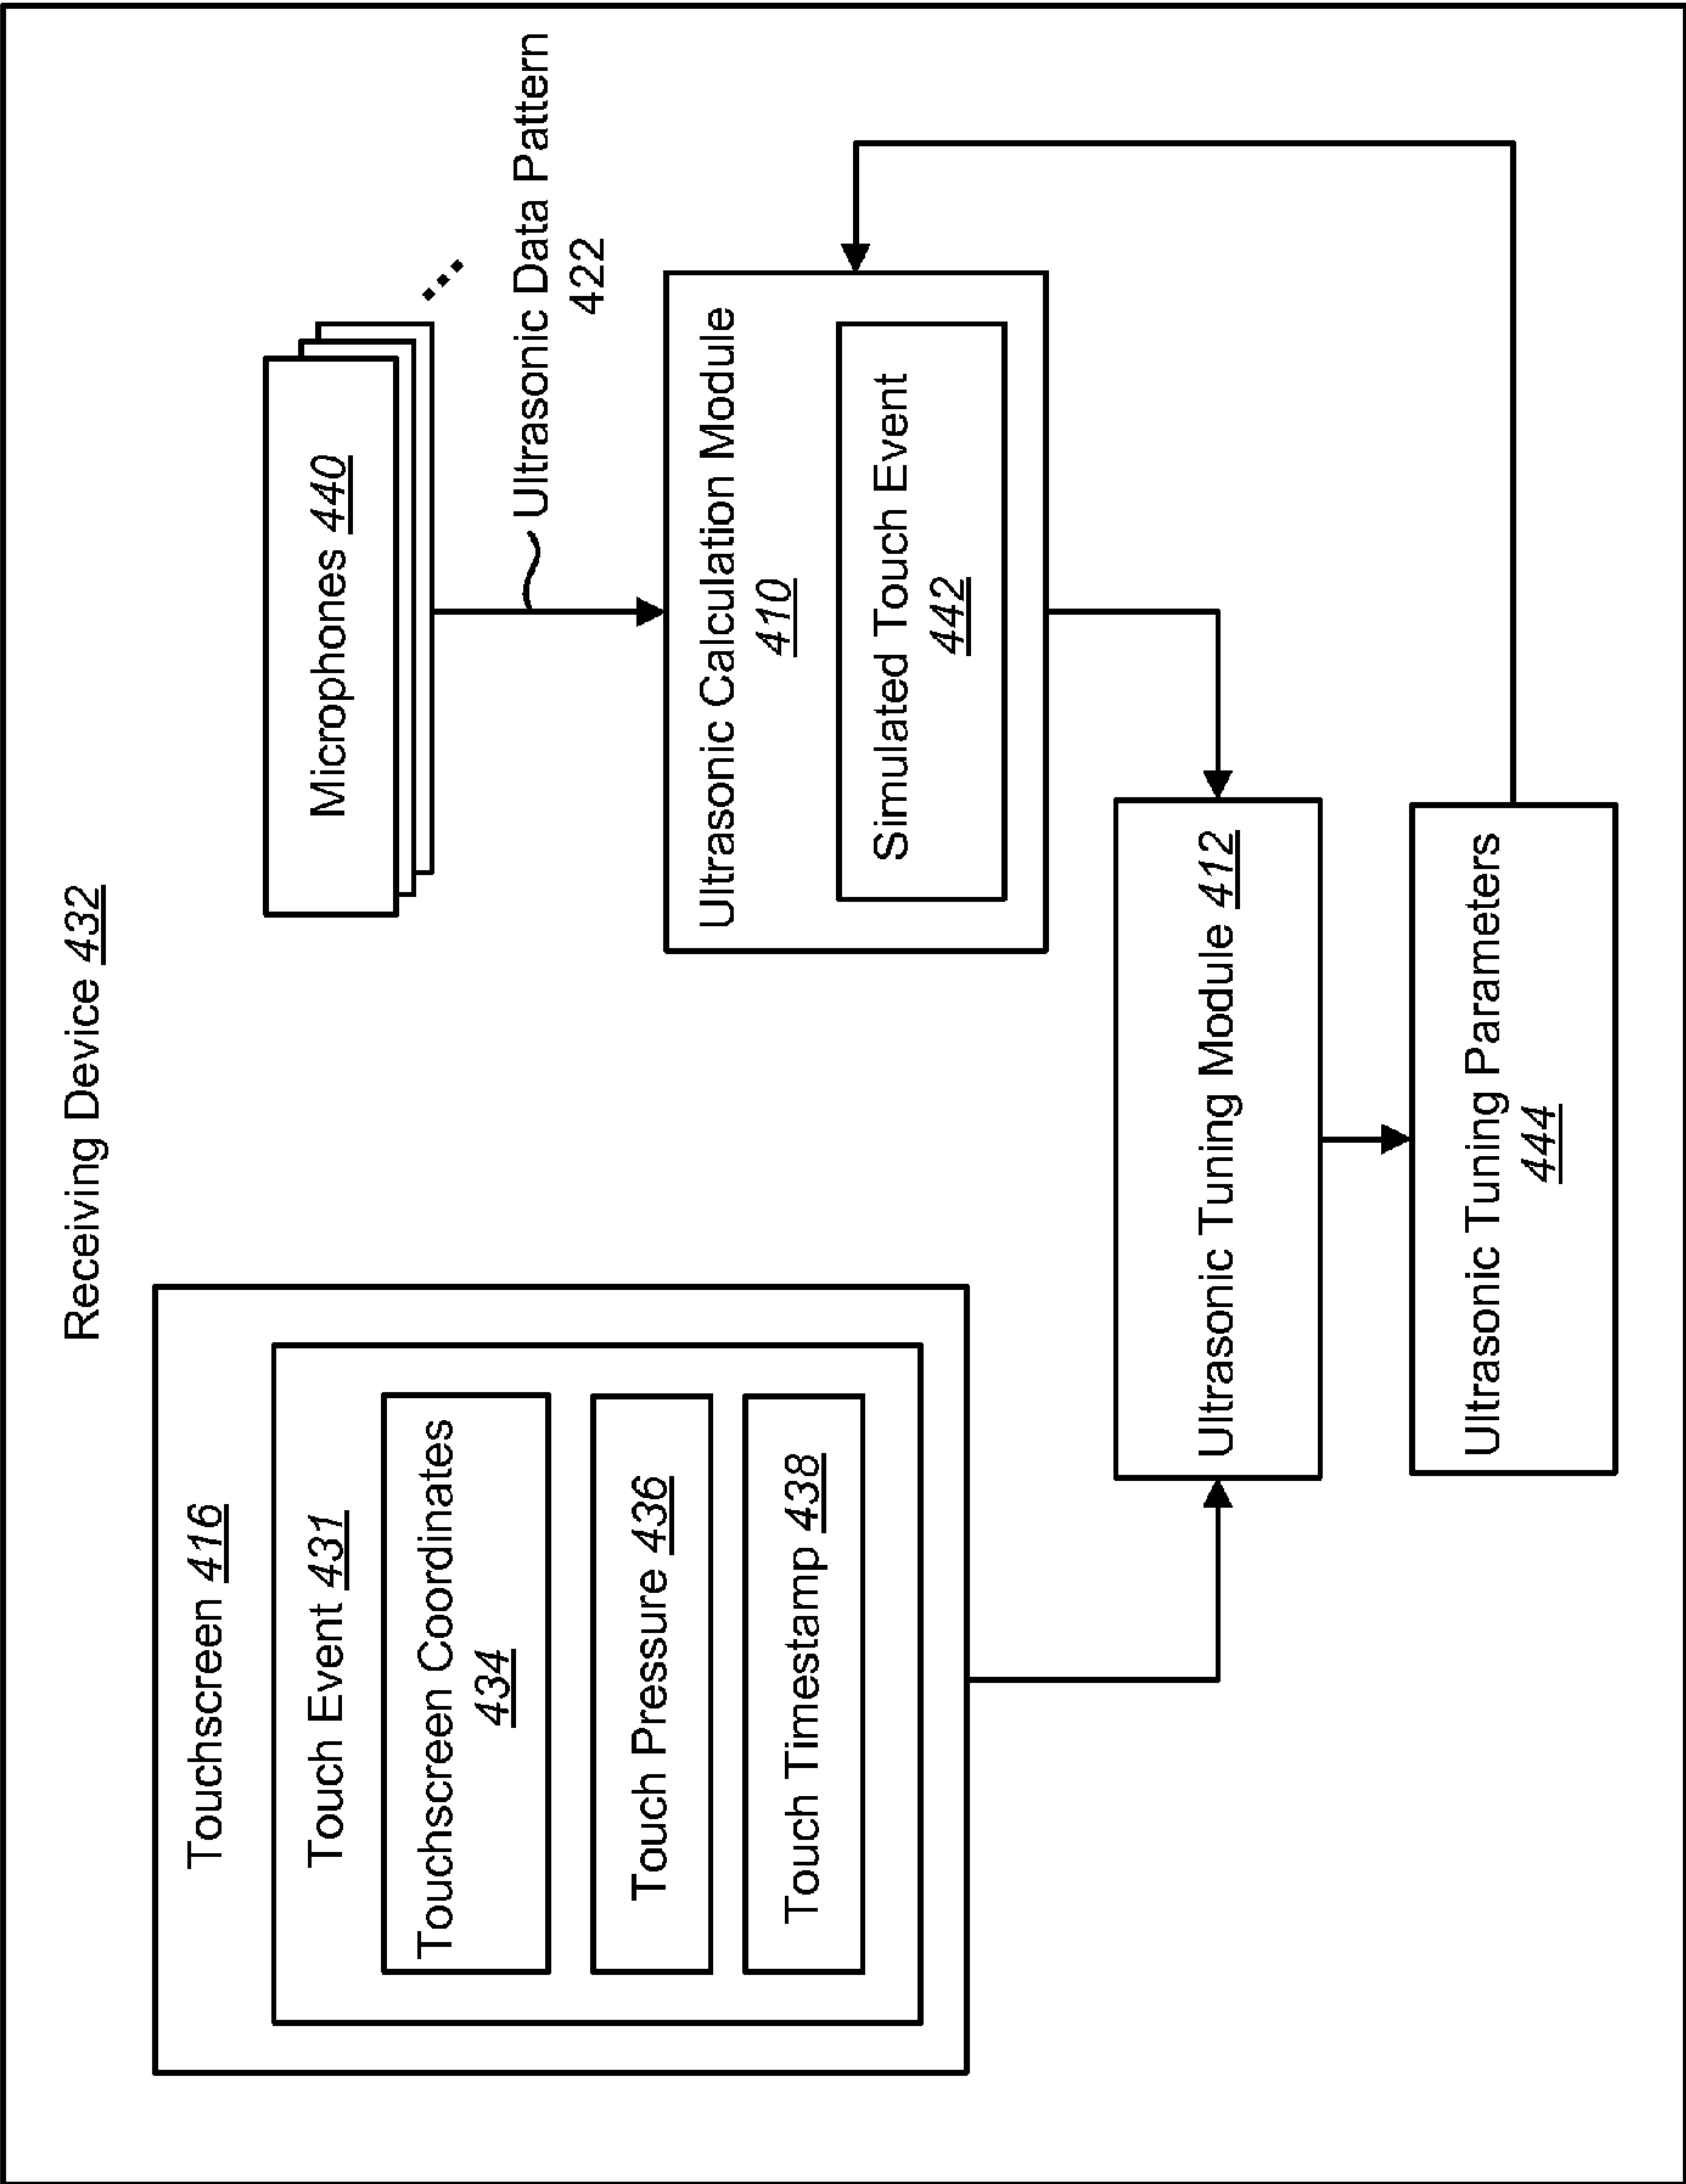 Receiving Device 432
Touchscreen 416
Touch Event 431
Touchscreen Coordinates
434
Touch Pressure 436
Touch Timestamp 438
Microphones 440
Ultrasonic Data Pattern
422
Ultrasonic Calculation Module
410
Simulated Touch Event
442
Ultrasonic Tuning Module 412
Ultrasonic Tuning Parameters
444